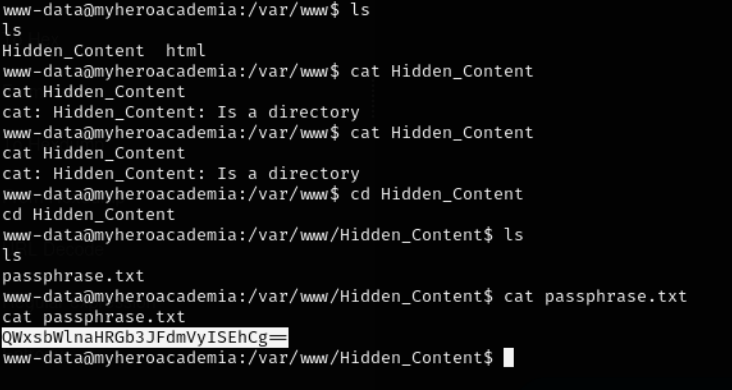 www-data@myheroacademia:/var/www$ ls
ls
Hidden_Content  html
www-data@myheroacademia:/var/www$ cat Hidden_Content
cat Hidden_Content
cat: Hidden_Content: Is a directory
www-data@myheroacademia:/var/www$ cat Hidden_Content
cat Hidden_Content
cat: Hidden_Content: Is a directory
www-data@myheroacademia:/var/www$ cd Hidden_Content
cd Hidden_Content
www-data@myheroacademia:/var/www/Hidden_Content$ ls
ls
passphrase.txt
www-data@myheroacademia:/var/www/Hidden_Content$ cat passphrase.txt
cat passphrase.txt
QWxsbWlnaHRGb3JFdmVyISEhCg==
www-data@myheroacademia:/var/www/Hidden_Content$